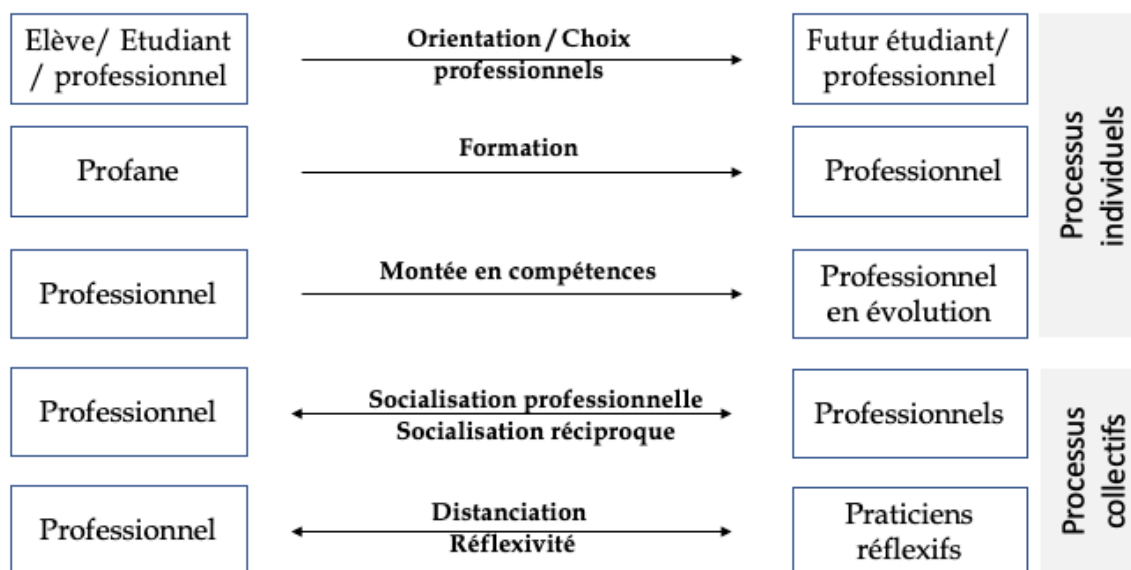 Elève/ Etudiant
/ professionnel
Orientation / Choix
professionnels
Futur étudiant/
professionnel
Profane
Formation
Professionnel
Professionnel
Montée en compétences
Professionnel
en évolution
Processus
individuels
Professionnel
Socialisation professionnelle
Socialisation réciproque
Professionnels
Professionnel
Distanciation
Réflexivité
Praticiens
réflexifs
Processus
collectifs